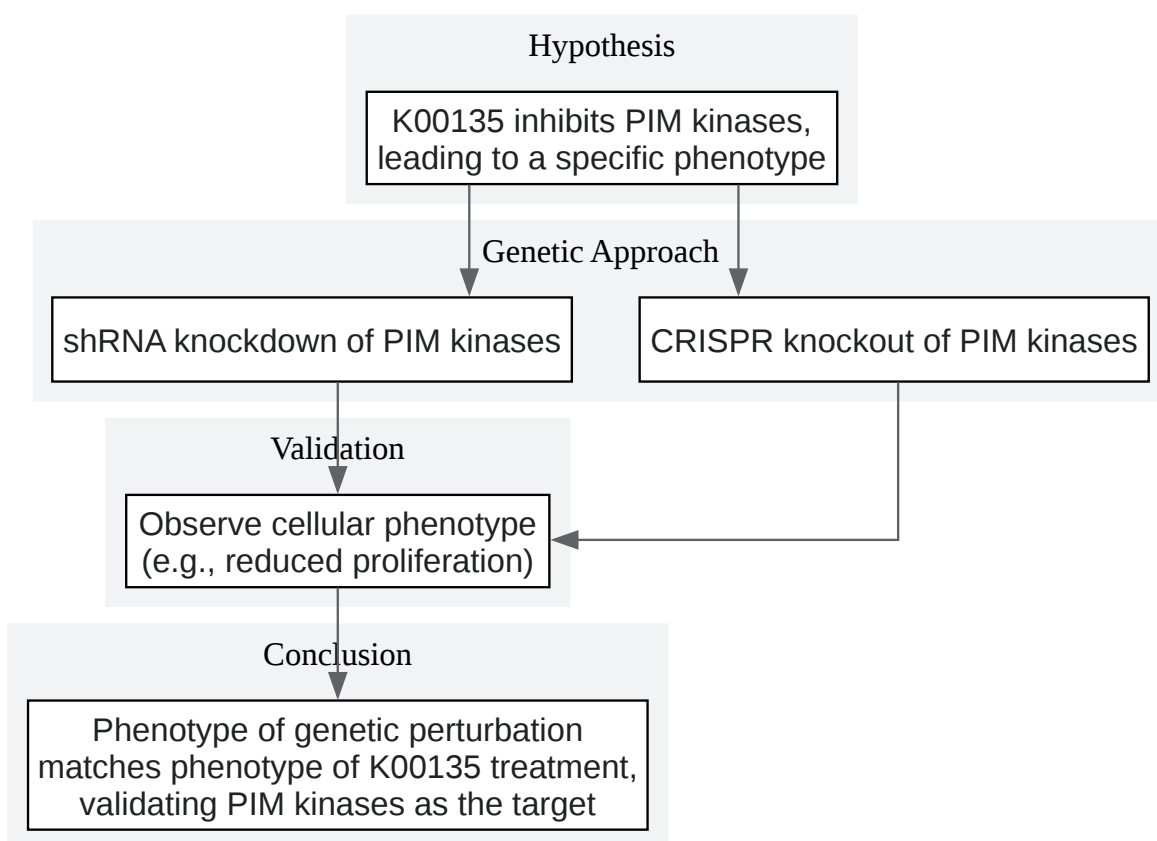 Hypothesis
K00135 inhibits PIM kinases,
leading to a specific phenotype
Genetic Approach
shRNA knockdown of PIM kinases
CRISPR knockout of PIM kinases
Validation
Observe cellular phenotype
(e.g., reduced proliferation)
Conclusion
Phenotype of genetic perturbation
matches phenotype of K00135 treatment,
validating PIM kinases as the target